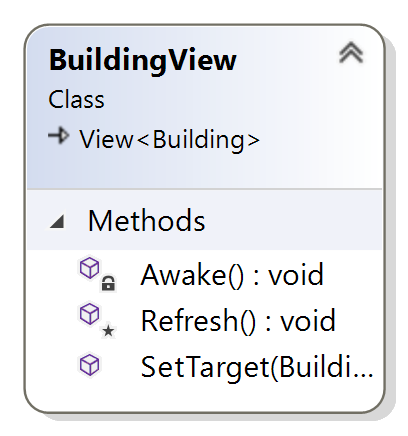 BuildingView
Class
View<Building>
Methods
Awake() : void
Refresh() : void
SetTarget(Buildi...